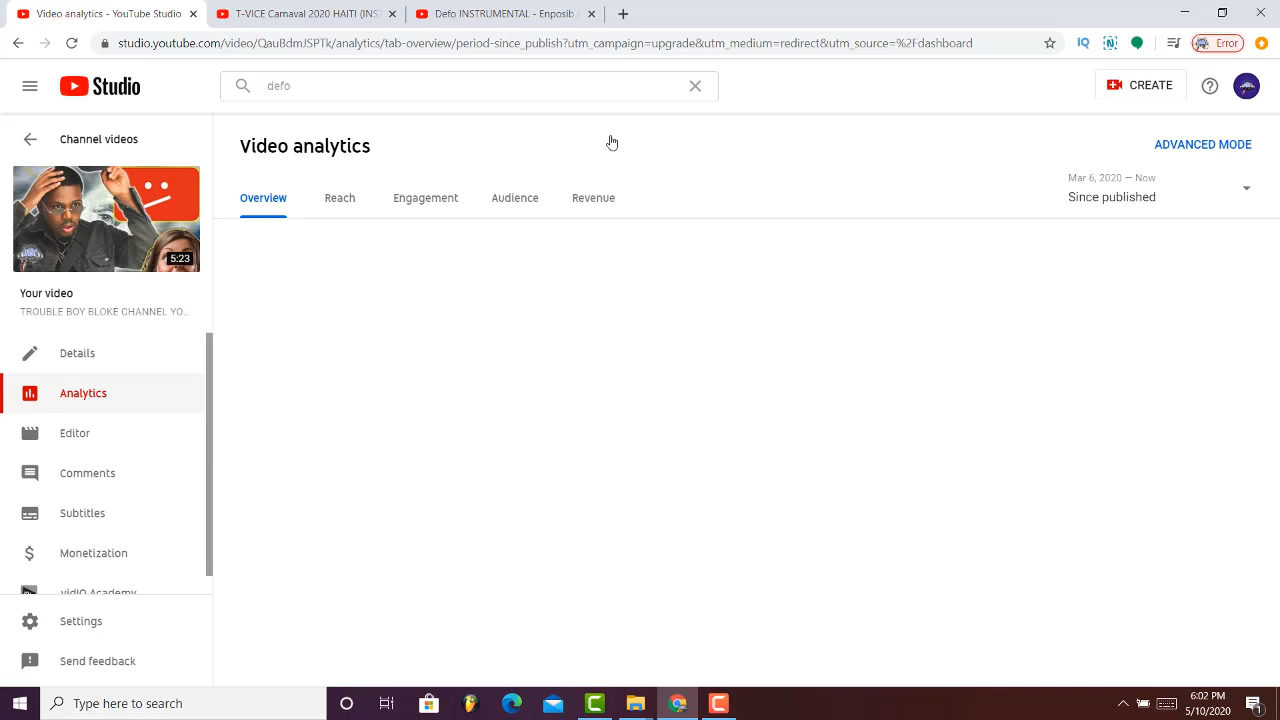 Video analytics - YouTube Studio
T-VICE Carnaval 2020 HAITI (INS
Defo INSTRUMENTAL - Enposib
studio.youtube.com/video/QauBdmJSPTk/analytics/tab-overview/period-since_publish?utm_campaign=upgrade&utm_medium=redirect&utm_source=%2Fdashboard
IQ
N
Error
Studio
defo
CREATE
Channel videos
Video analytics
ADVANCED MODE
Mar 6, 2020 — Now
Since published
Overview
Reach
Engagement
Audience
Revenue
5:23
Your video
TROUBLE BOY BLOKE CHANNEL YO...
Details
Analytics
Editor
Comments
Subtitles
Monetization
vidIQ Academy
Settings
Send feedback
Type here to search
6:02 PM
5/10/2020